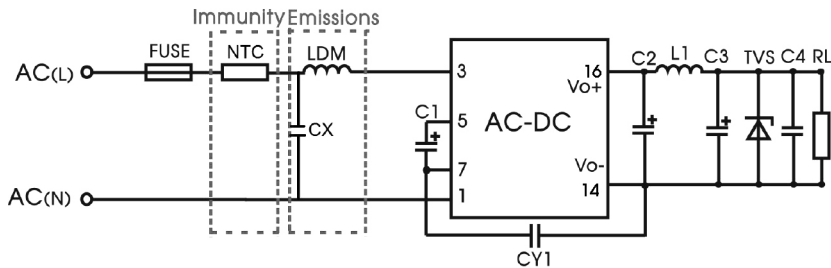 Immunity Emissions
FUSE NTC LDM
AC(L)
CX
AC(N)
C1
3
5
7
1
AC-DC
16
Vo+
Vo-
14
C2 L1 C3 TVS C4 RL
CY1